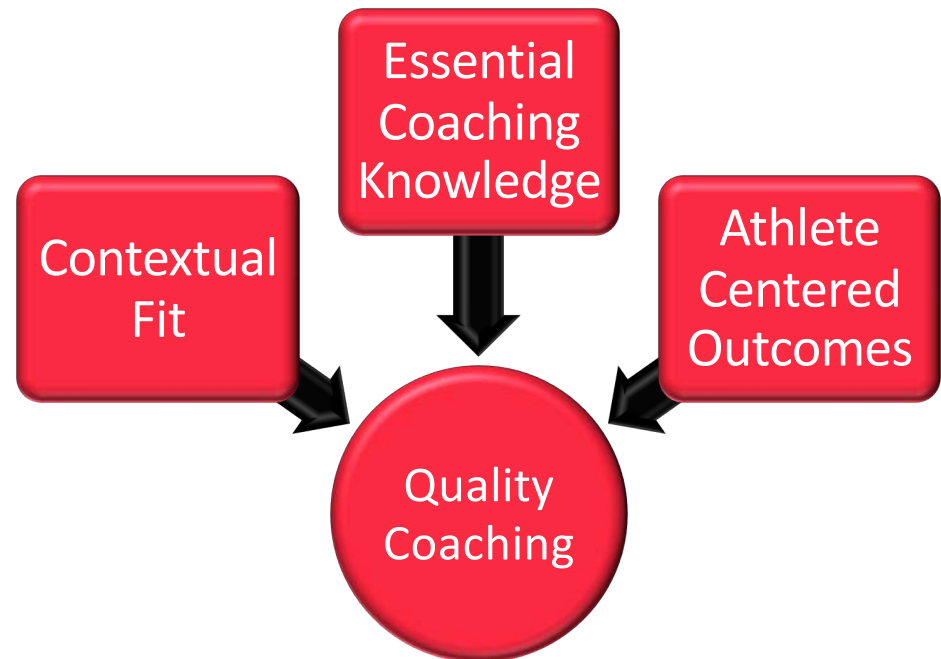 Essential
Coaching
Knowledge
Contextual
Fit
Athlete
Centered
Outcomes
Quality
Coaching